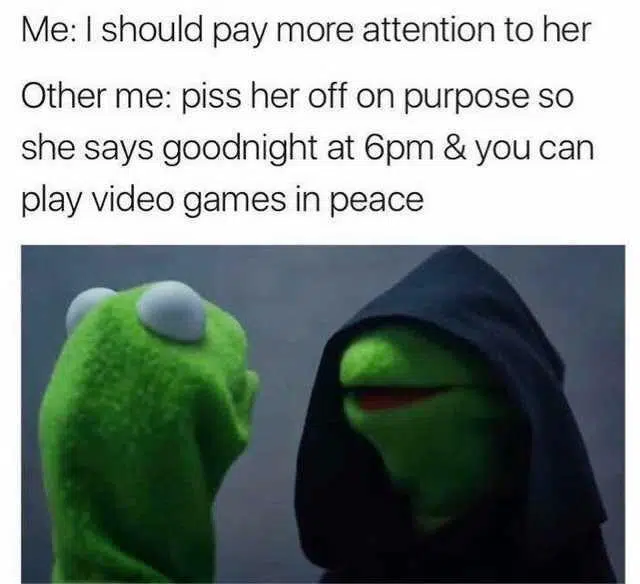 Me: I should pay more attention to her
Other me: piss her off on purpose so
she says goodnight at 6pm & you can
play video games in peace